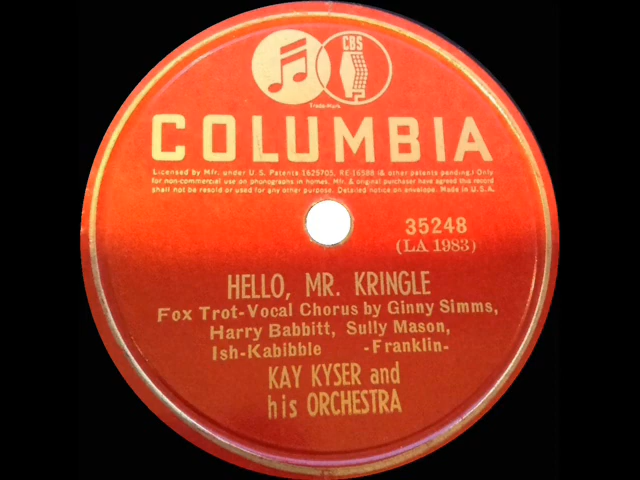 CBS
Trade-Mark
COLUMBIA
Licensed by Mfr. under U. S. Patents 1625705, RE-16588 (& other patents pending.) Only
for non-commercial use on phonographs in homes. Mfr. & original purchaser have agreed this record
shall not be resold or used for any other purpose. Detailed notice on envelope. Made in U. S. A.
35248
(LA 1983)
HELLO, MR. KRINGLE
Fox Trot-Vocal Chorus by Ginny Simms,
Harry Babbitt, Sully Mason,
Ish-Kabibble -Franklin-
KAY KYSER and
his ORCHESTRA